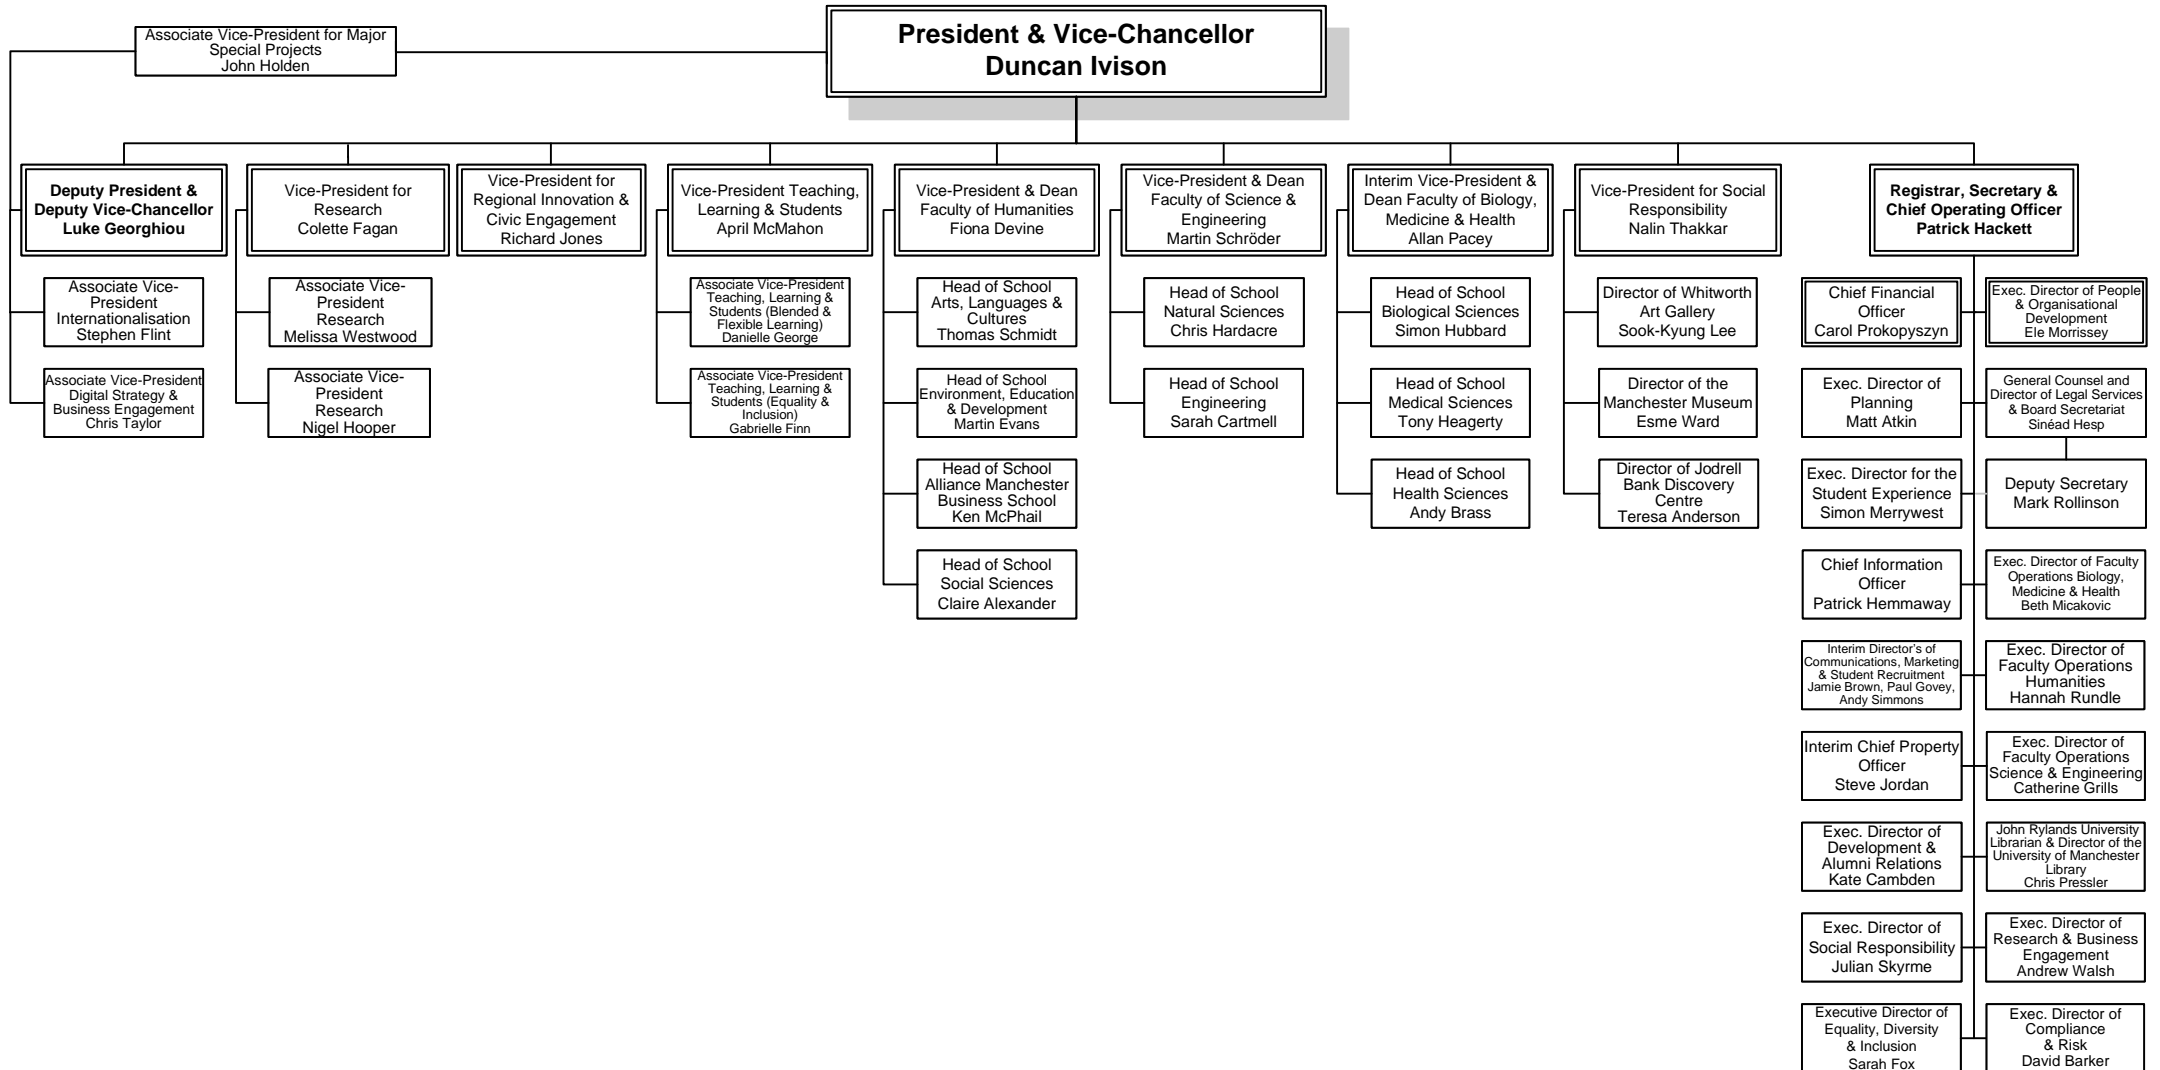 Associate Vice-President for Major
Special Projects
John Holden
President & Vice-Chancellor
Duncan Ivison
Deputy President &
Deputy Vice-Chancellor
Luke Georghiou
Vice-President for
Research
Colette Fagan
Vice-President for
Regional Innovation &
Civic Engagement
Richard Jones
Vice-President Teaching,
Learning & Students
April McMahon
Vice-President & Dean
Faculty of Humanities
Fiona Devine
Vice-President & Dean
Faculty of Science &
Engineering
Martin Schröder
Interim Vice-President &
Dean Faculty of Biology,
Medicine & Health
Allan Pacey
Vice-President for Social
Responsibility
Nalin Thakkar
Registrar, Secretary &
Chief Operating Officer
Patrick Hackett
Associate Vice-
President
Internationalisation
Stephen Flint
Associate Vice-
President
Research
Melissa Westwood
Associate Vice-President
Teaching, Learning &
Students (Blended &
Flexible Learning)
Danielle George
Head of School
Arts, Languages &
Cultures
Thomas Schmidt
Head of School
Natural Sciences
Chris Hardacre
Head of School
Biological Sciences
Simon Hubbard
Director of Whitworth
Art Gallery
Sook-Kyung Lee
Chief Financial
Officer
Carol Prokopyszyn
Exec. Director of People
& Organisational
Development
Ele Morrissey
Associate Vice-President
Digital Strategy &
Business Engagement
Chris Taylor
Associate Vice-
President
Research
Nigel Hooper
Associate Vice-President
Teaching, Learning &
Students (Equality &
Inclusion)
Gabrielle Finn
Head of School
Environment, Education
& Development
Martin Evans
Head of School
Engineering
Sarah Cartmell
Head of School
Medical Sciences
Tony Heagerty
Director of the
Manchester Museum
Esme Ward
Exec. Director of
Planning
Matt Atkin
General Counsel and
Director of Legal Services
& Board Secretariat
Sinéad Hesp
Head of School
Alliance Manchester
Business School
Ken McPhail
Head of School
Health Sciences
Andy Brass
Director of Jodrell
Bank Discovery
Centre
Teresa Anderson
Exec. Director for the
Student Experience
Simon Merrywest
Deputy Secretary
Mark Rollinson
Head of School
Social Sciences
Claire Alexander
Chief Information
Officer
Patrick Hemmaway
Exec. Director of Faculty
Operations Biology,
Medicine & Health
Beth Micakovic
Interim Director's of
Communications, Marketing
& Student Recruitment
Jamie Brown, Paul Govey,
Andy Simmons
Exec. Director of
Faculty Operations
Humanities
Hannah Rundle
Interim Chief Property
Officer
Steve Jordan
Exec. Director of
Faculty Operations
Science & Engineering
Catherine Grills
Exec. Director of
Development &
Alumni Relations
Kate Cambden
John Rylands University
Librarian & Director of the
University of Manchester
Library
Chris Pressler
Exec. Director of
Social Responsibility
Julian Skyrme
Exec. Director of
Research & Business
Engagement
Andrew Walsh
Executive Director of
Equality, Diversity
& Inclusion
Sarah Fox
Exec. Director of
Compliance
& Risk
David Barker